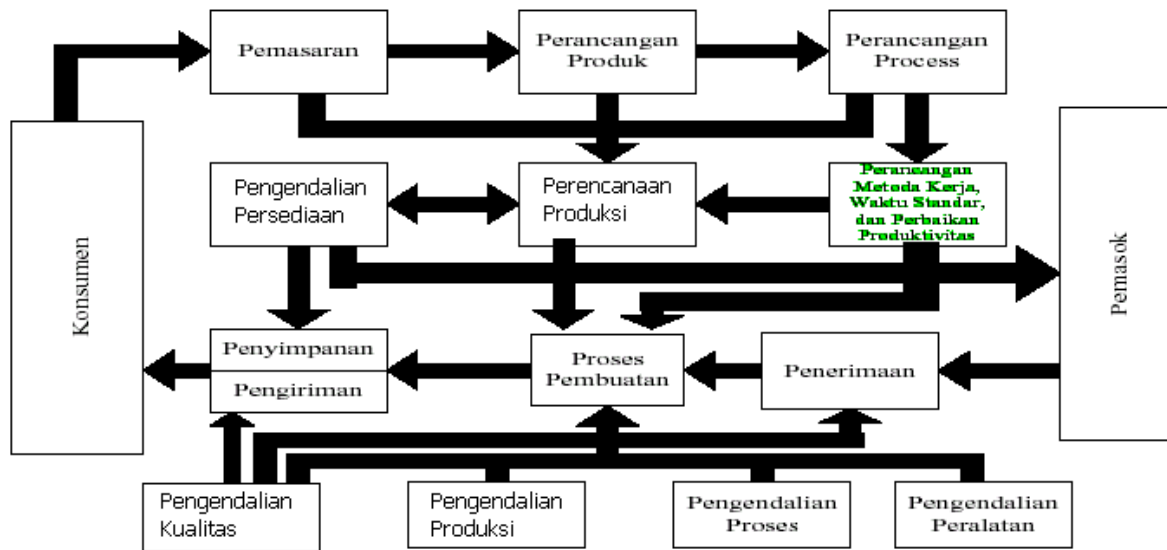 Pemasaran
Perancangan
Produk
Perancangan
Process
Konsumen
Pengendalian
Persediaan
Perencanaan
Produksi
Perancangan
Metoda Kerja,
Waktu Standar,
dan Perbaikan
Produktivitas
Pemasok
Penyimpanan
Pengiriman
Proses
Pembuatan
Penerimaan
Pengendalian
Kualitas
Pengendalian
Produksi
Pengendalian
Proses
Pengendalian
Peralatan